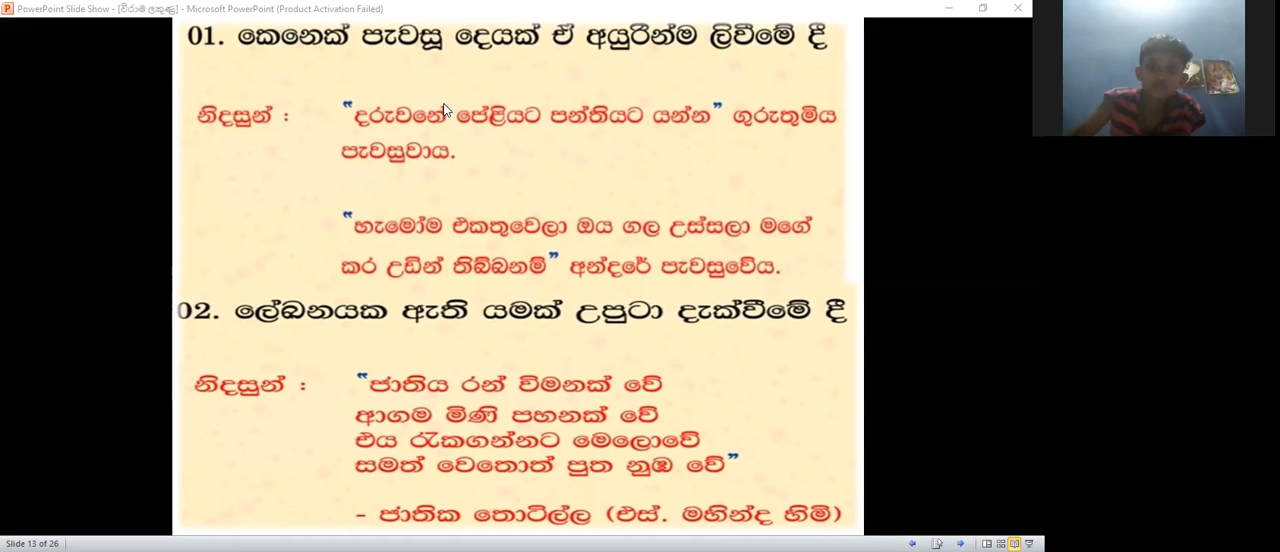 PowerPoint Slide Show - [විරාම ලකුණු] - Microsoft PowerPoint (Product Activation Failed)
01. කෙනෙක් පැවසූ දෙයක් ඒ අයුරින්ම ලිවීමේ දී
නිදසුන් : "දරුවනේ පේළියට පන්තියට යන්න" ගුරුතුමිය
පැවසුවාය.
"හැමෝම එකතුවෙලා ඔය ගල උස්සලා මගේ
කර උඩින් තිබ්බනම්" අන්දරේ පැවසුවේය.
02. ලේඛනයක ඇති යමක් උපුටා දැක්වීමේ දී
නිදසුන් : "ජාතිය රන් විමනක් වේ
ආගම මිණි පහනක් වේ
එය රැකගන්නට මෙලොවේ
සමත් වෙතොත් පුත නුඹ වේ"
- ජාතික තොටිල්ල (එස්. මහින්ද හිමි)
Slide 13 of 26